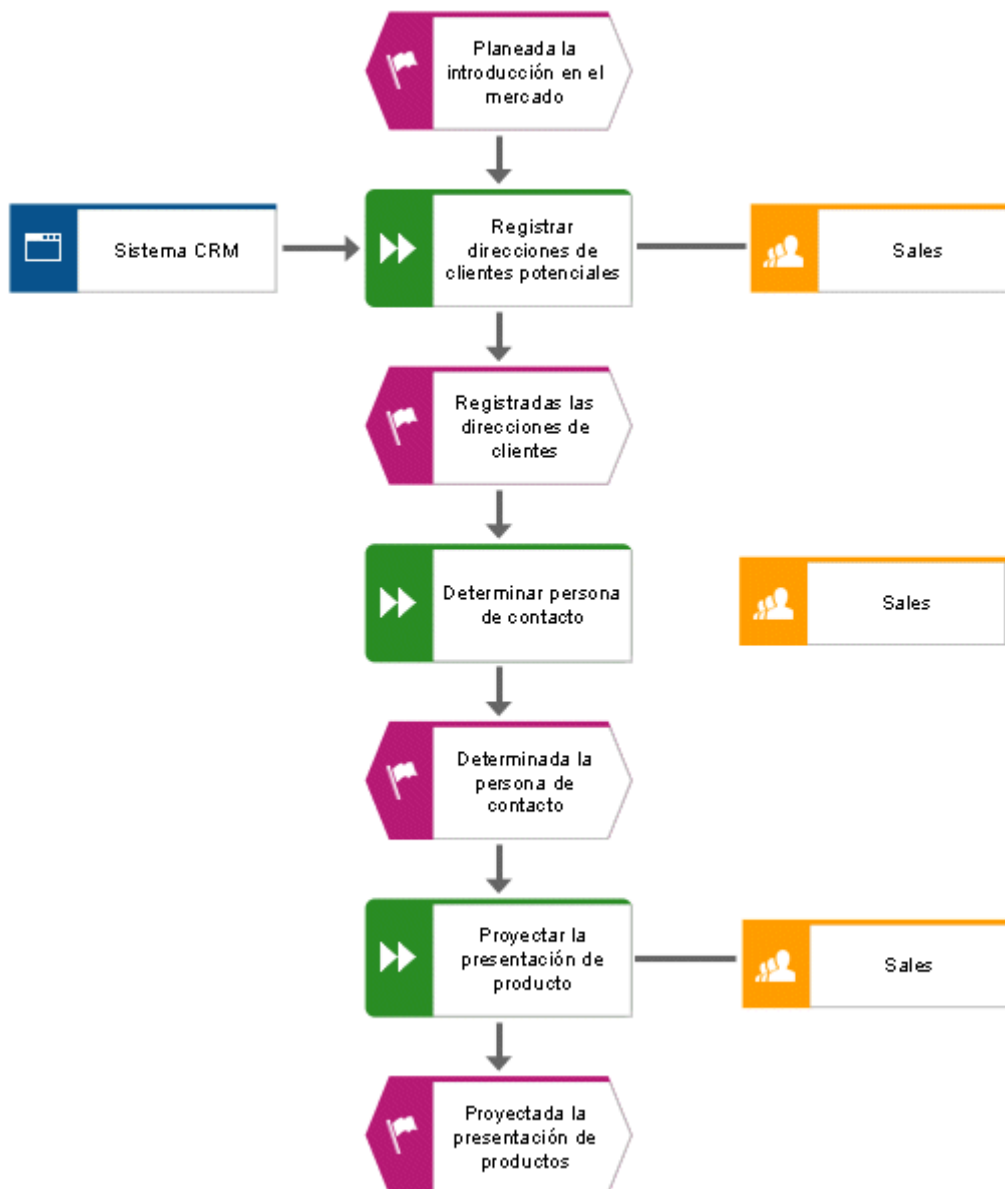 Planeada la
introducción en el
mercado
Sistema CRM
Registrar
direcciones de
clientes potenciales
Sales
Registradas las
direcciones de
clientes
Determinar persona
de contacto
Sales
Determinada la
persona de
contacto
Proyectar la
presentación de
producto
Sales
Proyectada la
presentación de
productos